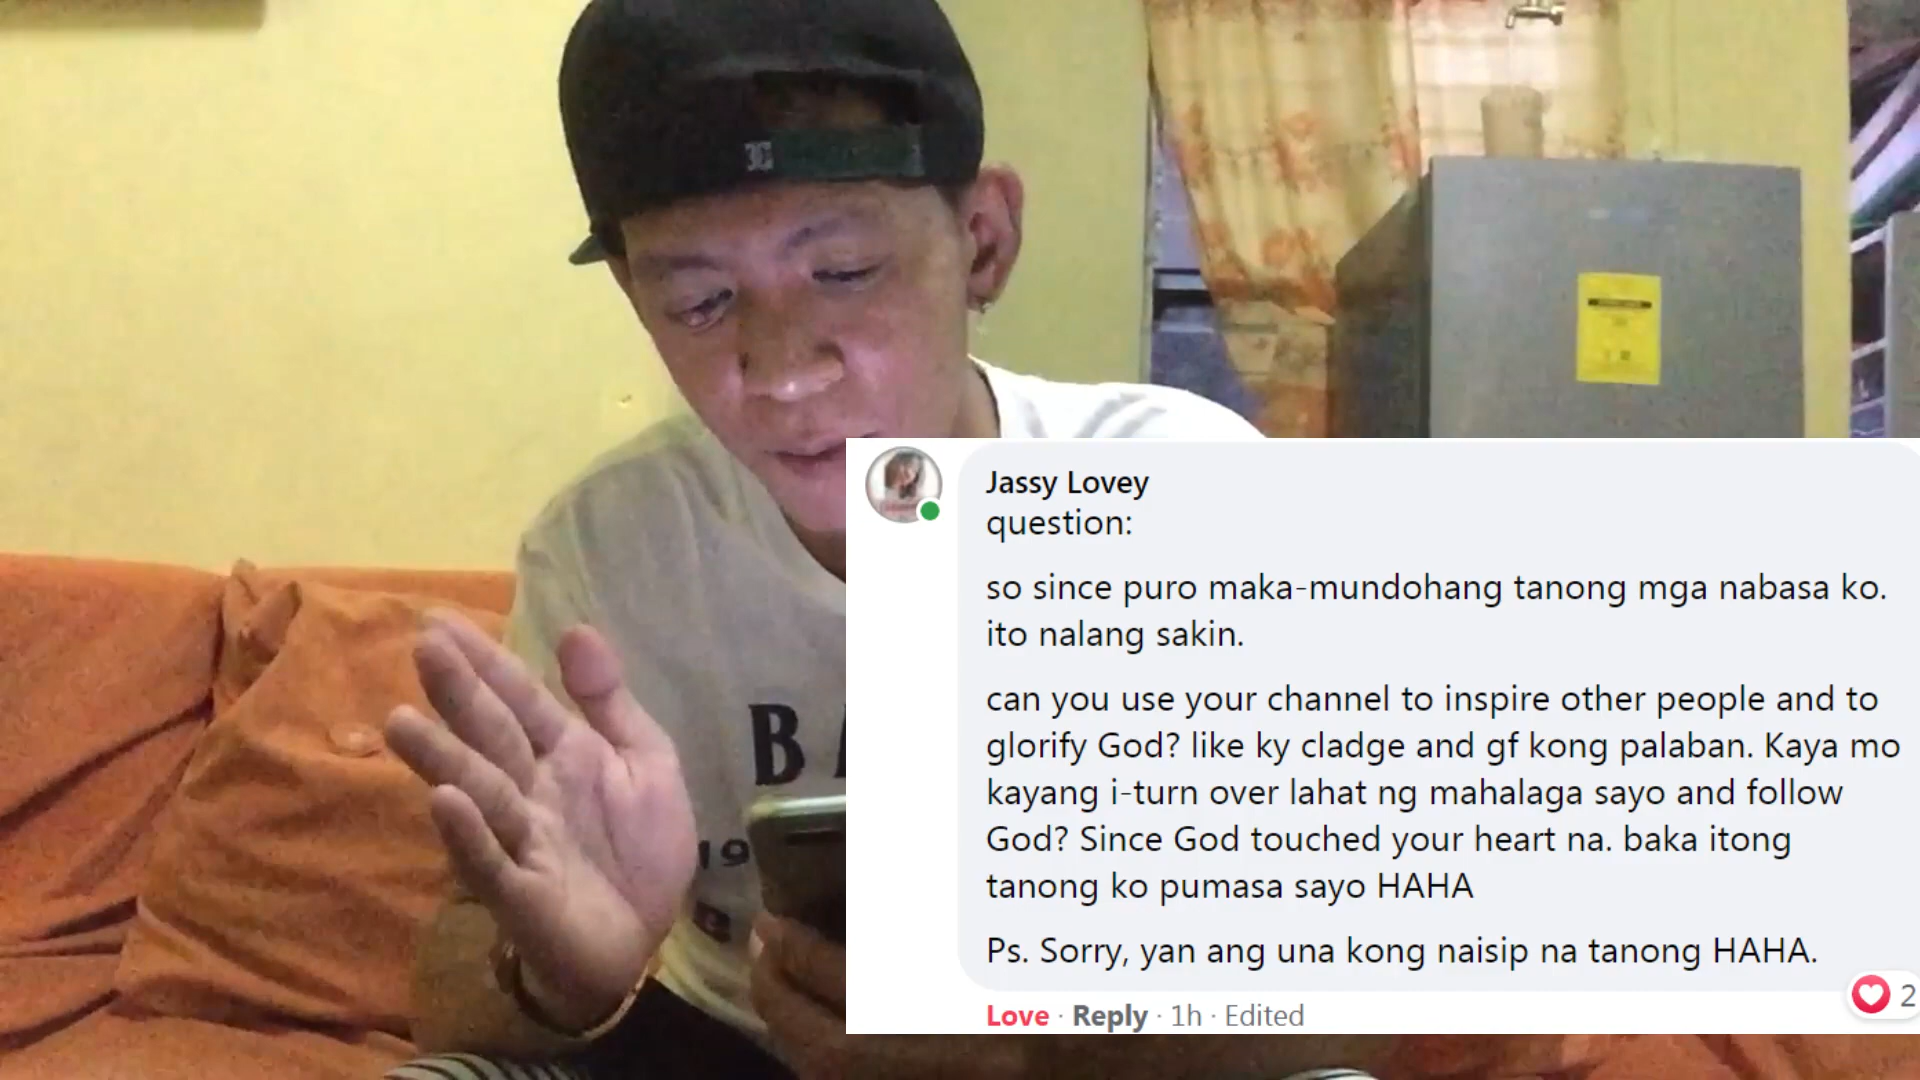 Jassy Lovey
question:
so since puro maka-mundohang tanong mga nabasa ko.
ito nalang sakin.
can you use your channel to inspire other people and to
glorify God? like ky cladge and gf kong palaban. Kaya mo
kayang i-turn over lahat ng mahalaga sayo and follow
God? Since God touched your heart na. baka itong
tanong ko pumasa sayo HAHA
Ps. Sorry, yan ang una kong naisip na tanong HAHA.
2
Love · Reply · 1h · Edited
B
19